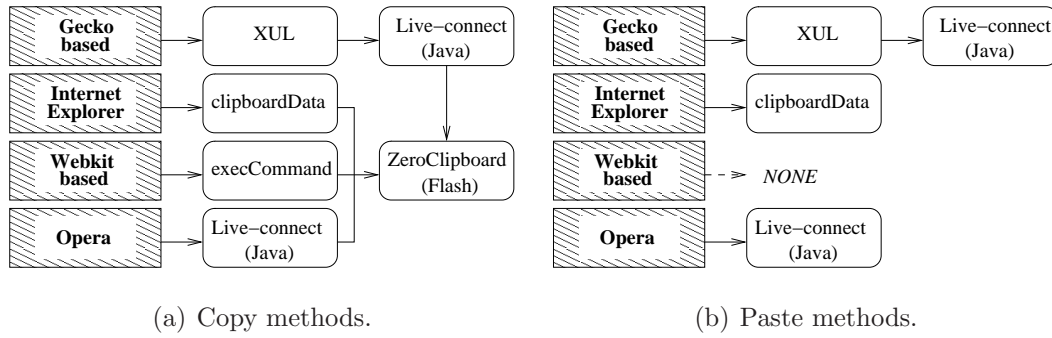 Gecko
based
XUL
Live−connect
(Java)
Internet
Explorer
clipboardData
Webkit
based
execCommand
ZeroClipboard
(Flash)
Opera
Live−connect
(Java)
(a) Copy methods.
Gecko
based
XUL
Live−connect
(Java)
Internet
Explorer
clipboardData
Webkit
based
NONE
Opera
Live−connect
(Java)
(b) Paste methods.